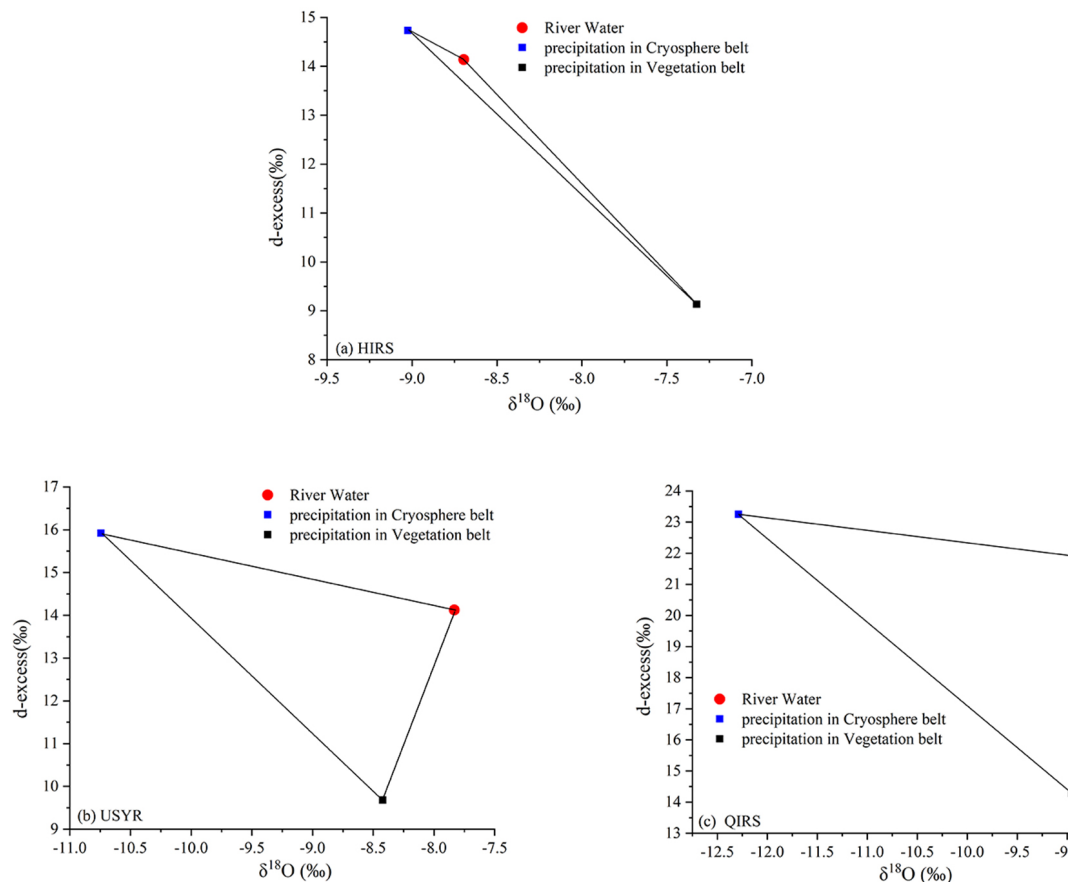 15
14
13
12
11
10
9
8
d-excess(‰)
River Water
precipitation in Cryosphere belt
precipitation in Vegetation belt
(a) HIRS
-9.5 -9.0 -8.5 -8.0 -7.5 -7.0
δ¹⁸O (‰)
17
16
15
14
13
12
11
10
9
d-excess(‰)
River Water
precipitation in Cryosphere belt
precipitation in Vegetation belt
(b) USYR
-11.0 -10.5 -10.0 -9.5 -9.0 -8.5 -8.0 -7.5
δ¹⁸O (‰)
24
23
22
21
20
19
18
17
16
15
14
13
d-excess(‰)
River Water
precipitation in Cryosphere belt
precipitation in Vegetation belt
(c) QIRS
-12.5 -12.0 -11.5 -11.0 -10.5 -10.0 -9.5
δ¹⁸O (‰)